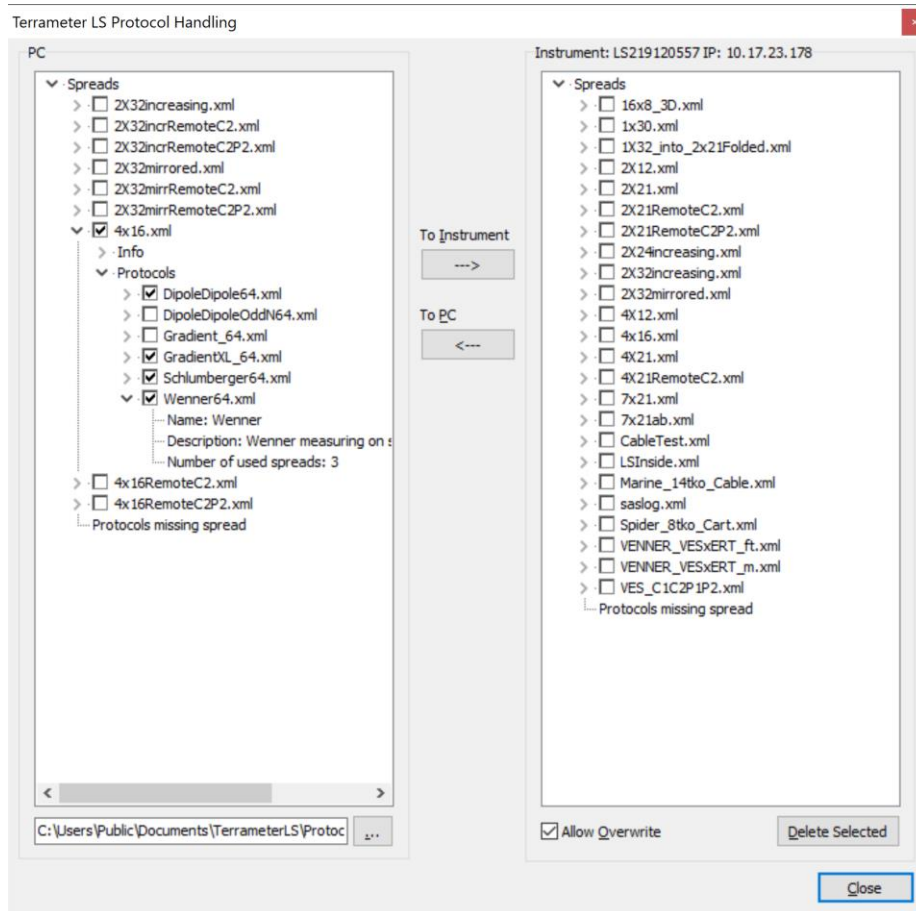 Terrameter LS Protocol Handling
PC
Spreads
2X32increasing.xml
2X32incrRemoteC2.xml
2X32incrRemoteC2P2.xml
2X32mirrored.xml
2X32mirrRemoteC2.xml
2X32mirrRemoteC2P2.xml
4x16.xml
Info
Protocols
DipoleDipole64.xml
DipoleDipoleOddN64.xml
Gradient_64.xml
GradientXL_64.xml
Schlumberger64.xml
Wenner64.xml
Name: Wenner
Description: Wenner measuring on s
Number of used spreads: 3
4x16RemoteC2.xml
4x16RemoteC2P2.xml
Protocols missing spread
C:\Users\Public\Documents\TerrameterLS\Protoc
...
To Instrument
--->
To PC
<---
Instrument: LS219120557 IP: 10.17.23.178
Spreads
16x8_3D.xml
1x30.xml
1X32_into_2x21Folded.xml
2X12.xml
2X21.xml
2X21RemoteC2.xml
2X21RemoteC2P2.xml
2X24increasing.xml
2X32increasing.xml
2X32mirrored.xml
4X12.xml
4x16.xml
4X21.xml
4X21RemoteC2.xml
7x21.xml
7x21ab.xml
CableTest.xml
LSInside.xml
Marine_14tko_Cable.xml
saslog.xml
Spider_8tko_Cart.xml
VENNER_VESxERT_ft.xml
VENNER_VESxERT_m.xml
VES_C1C2P1P2.xml
Protocols missing spread
Allow Overwrite
Delete Selected
Close